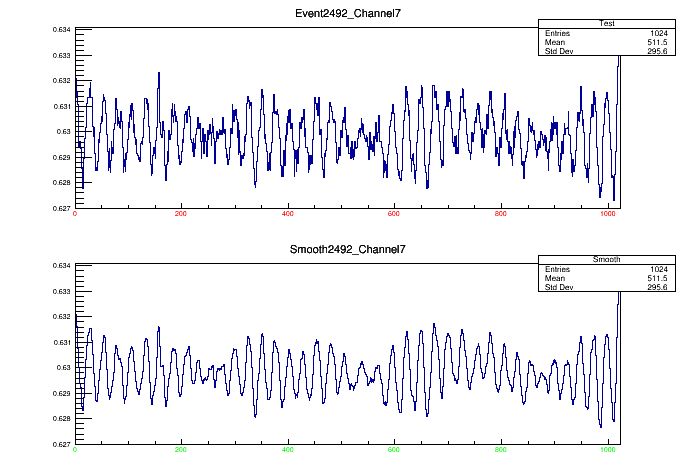 Event2492_Channel7
Test
Entries 1024
Mean 511.5
Std Dev 295.6
0.634
0.633
0.632
0.631
0.63
0.629
0.628
0.627
0 200 400 600 800 1000
Smooth2492_Channel7
Smooth
Entries 1024
Mean 511.5
Std Dev 295.6
0.634
0.633
0.632
0.631
0.63
0.629
0.628
0.627
0 200 400 600 800 1000